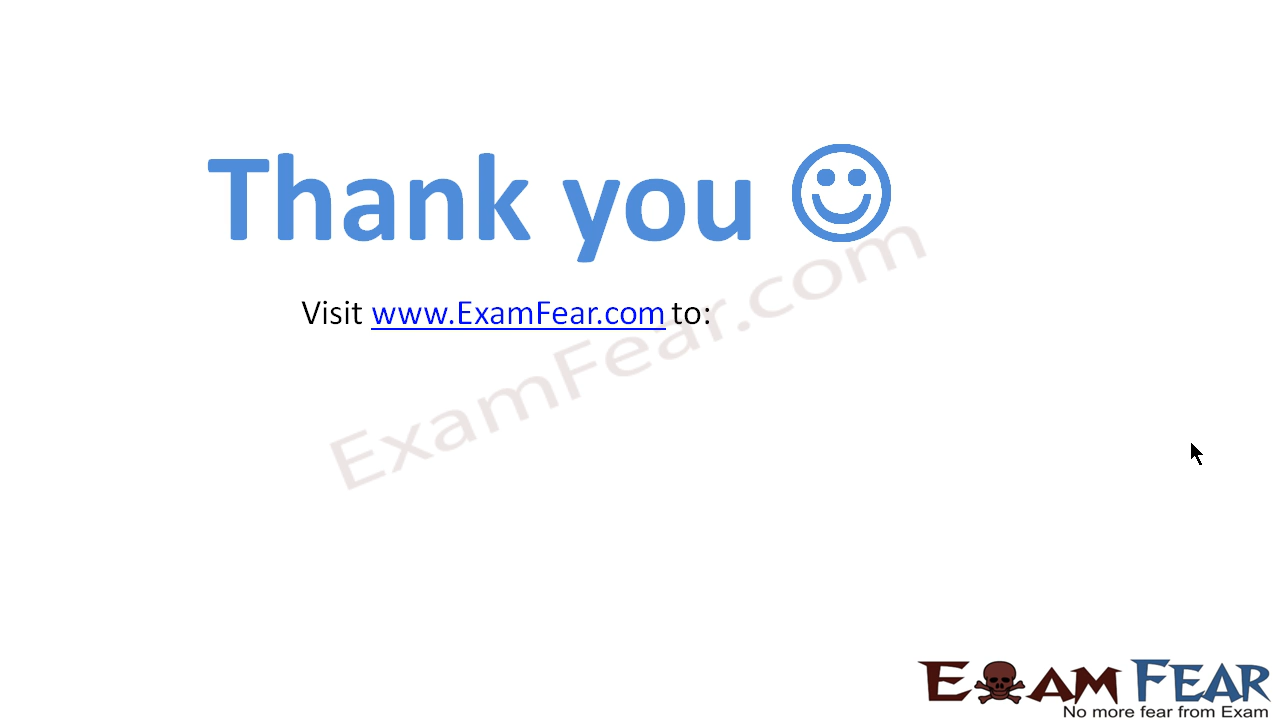 Thank you ☺
Visit www.ExamFear.com to:
ExamFear.com
EXAM FEAR
No more fear from Exam